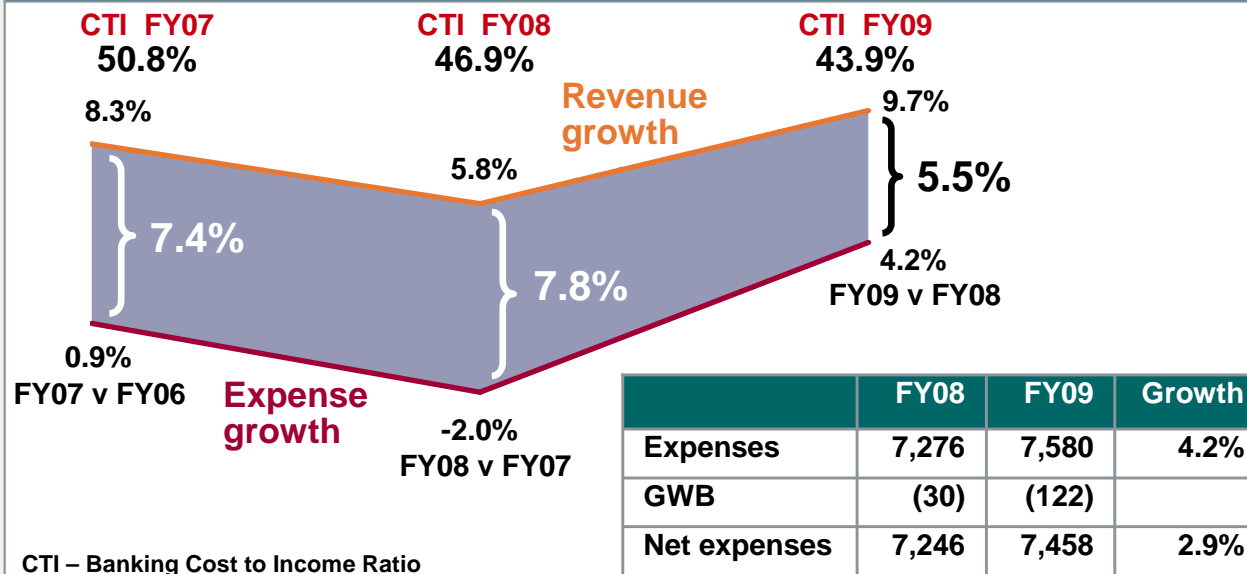 CTI FY07 CTI FY08 CTI FY09
50.8% 46.9% 43.9%
8.3%
5.8%
Revenue
growth
9.7%
7.4%
7.8%
5.5%
0.9%
FY07 v FY06
Expense
growth
-2.0%
FY08 v FY07
4.2%
FY09 v FY08
FY08 FY09 Growth
Expenses 7,276 7,580 4.2%
GWB (30) (122)
Net expenses 7,246 7,458 2.9%
CTI – Banking Cost to Income Ratio